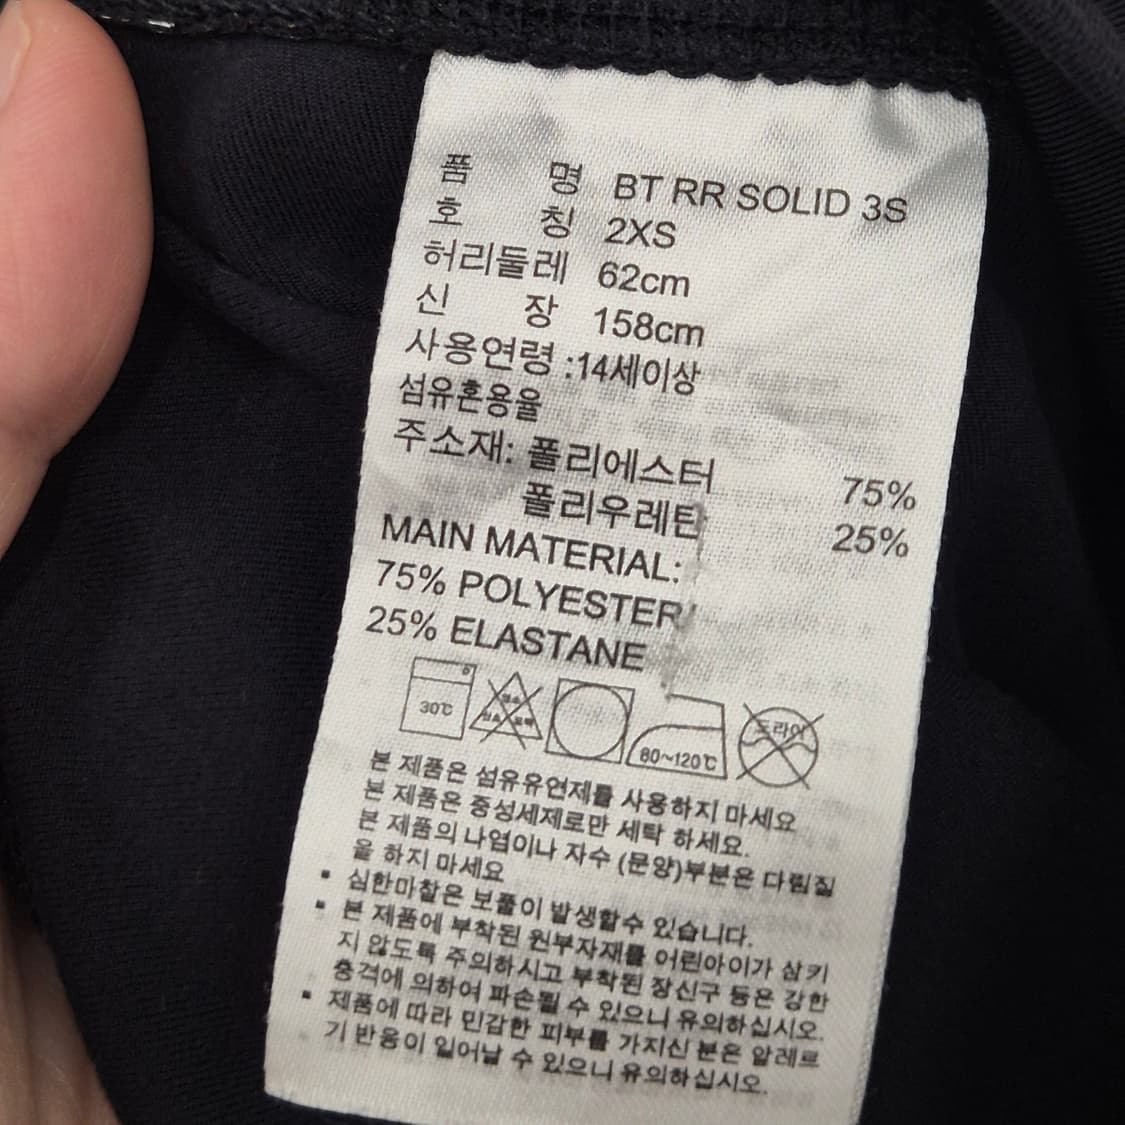 품 명 BT RR SOLID 3S
호 칭 2XS
허리둘레 62cm
신 장 158cm
사용연령 :14세이상
섬유혼용율
주소재: 폴리에스터 75%
폴리우레탄 25%
MAIN MATERIAL:
75% POLYESTER
25% ELASTANE
30℃ 80~120℃ 드라이
본 제품은 섬유유연제를 사용하지 마세요
본 제품은 중성세제로만 세탁 하세요.
본 제품의 나염이나 자수 (문양)부분은 다림질
을 하지 마세요
▪ 심한마찰은 보풀이 발생할수 있습니다.
▪ 본 제품에 부착된 원부자재를 어린아이가 삼키
지 않도록 주의하시고 부착된 장신구 등은 강한
충격에 의하여 파손될 수 있으니 유의하십시오.
▪ 제품에 따라 민감한 피부를 가지신 분은 알레르
기 반응이 일어날 수 있으니 유의하십시오.